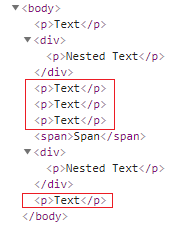 ▼<body>
<p>Text</p>
▼<div>
<p>Nested Text</p>
</div>
<p>Text</p>
<p>Text</p>
<p>Text</p>
<span>Span</span>
▼<div>
<p>Nested Text</p>
</div>
<p>Text</p>
</body>